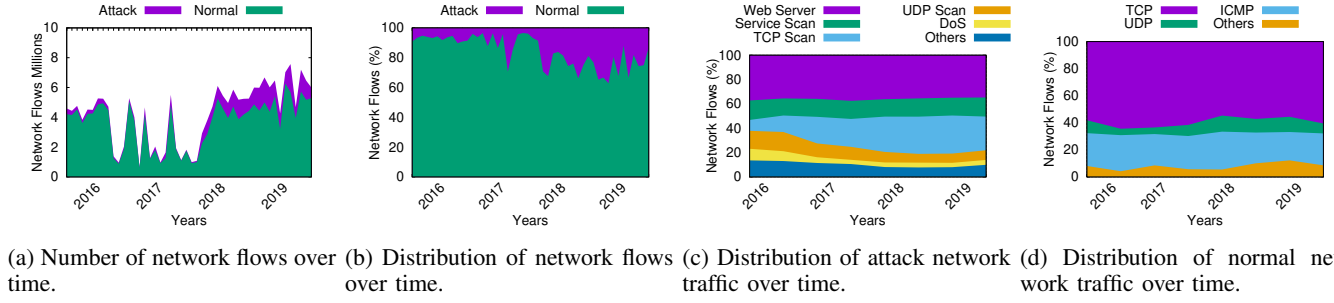 Attack Normal
10
8
6
4
2
0
Network Flows Millions
2016 2017 2018 2019
Years
(a) Number of network flows over
time.
Attack Normal
100
80
60
40
20
0
Network Flows (%)
2016 2017 2018 2019
Years
(b) Distribution of network flows
over time.
Web Server UDP Scan
Service Scan DoS
TCP Scan Others
100
80
60
40
20
0
Network Flows (%)
2016 2017 2018 2019
Years
(c) Distribution of attack network
traffic over time.
TCP ICMP
UDP Others
100
80
60
40
20
0
Network Flows (%)
2016 2017 2018 2019
Years
(d) Distribution of normal ne
work traffic over time.